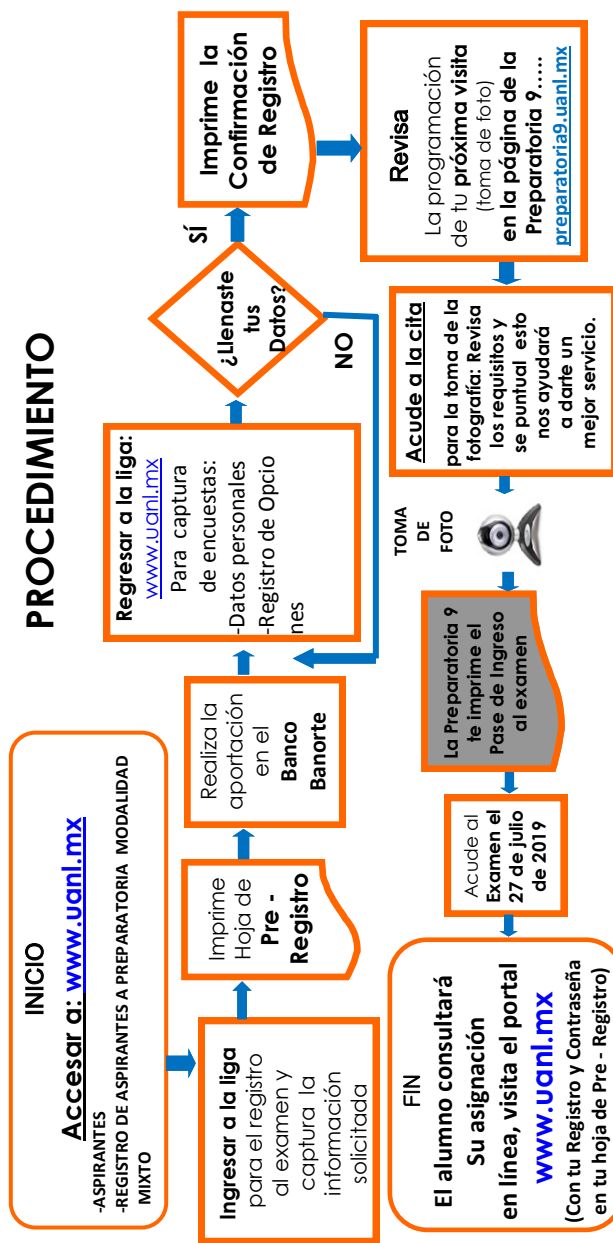 PROCEDIMIENTO
INICIO
Accesar a: www.uanl.mx
-ASPIRANTES
-REGISTRO DE ASPIRANTES A PREPARATORIA MODALIDAD
MIXTO
Ingresar a la liga
para el registro
al examen y
captura la
información
solicitada
Imprime
Hoja de
Pre -
Registro
Realiza la
aportación
en el
Banco
Banorte
Regresar a la liga:
www.uanl.mx
Para captura
de encuestas:
-Datos personales
-Registro de Opcio
nes
¿Llenaste
tus
Datos?
SÍ
NO
Imprime la
Confirmación
de Registro
Revisa
La programación
de tu próxima visita
(toma de foto)
en la página de la
Preparatoria 9.....
preparatoria9.uanl.mx
Acude a la cita
para la toma de la
fotografía: Revisa
los requisitos y
se puntual esto
nos ayudará
a darte un
mejor servicio.
TOMA
DE
FOTO
La Preparatoria 9
te imprime el
Pase de Ingreso
al examen
Acude al
Examen el
27 de julio
de 2019
FIN
El alumno consultará
Su asignación
en línea, visita el portal
www.uanl.mx
(Con tu Registro y Contraseña
en tu hoja de Pre - Registro)